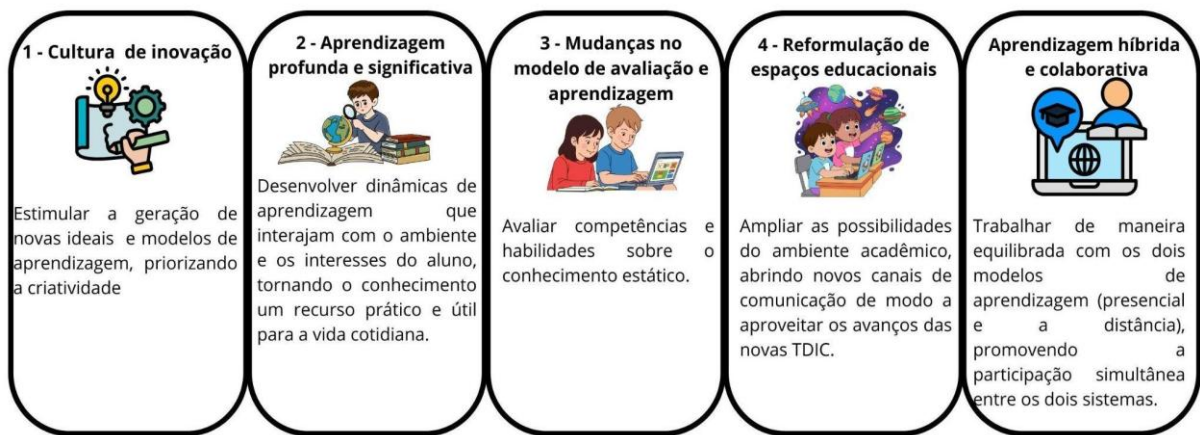 1 - Cultura de inovação
Estimular a geração de
novas ideais e modelos de
aprendizagem, priorizando
a criatividade
2 - Aprendizagem
profunda e significativa
Desenvolver dinâmicas de
aprendizagem que
interajam com o ambiente
e os interesses do aluno,
tornando o conhecimento
um recurso prático e útil
para a vida cotidiana.
3 - Mudanças no
modelo de avaliação e
aprendizagem
Avaliar competências e
habilidades sobre o
conhecimento estático.
4 - Reformulação de
espaços educacionais
Ampliar as possibilidades
do ambiente acadêmico,
abrindo novos canais de
comunicação de modo a
aproveitar os avanços das
novas TDIC.
Aprendizagem híbrida
e colaborativa
Trabalhar de maneira
equilibrada com os dois
modelos de
aprendizagem (presencial
e a distância),
promovendo a
participação simultânea
entre os dois sistemas.